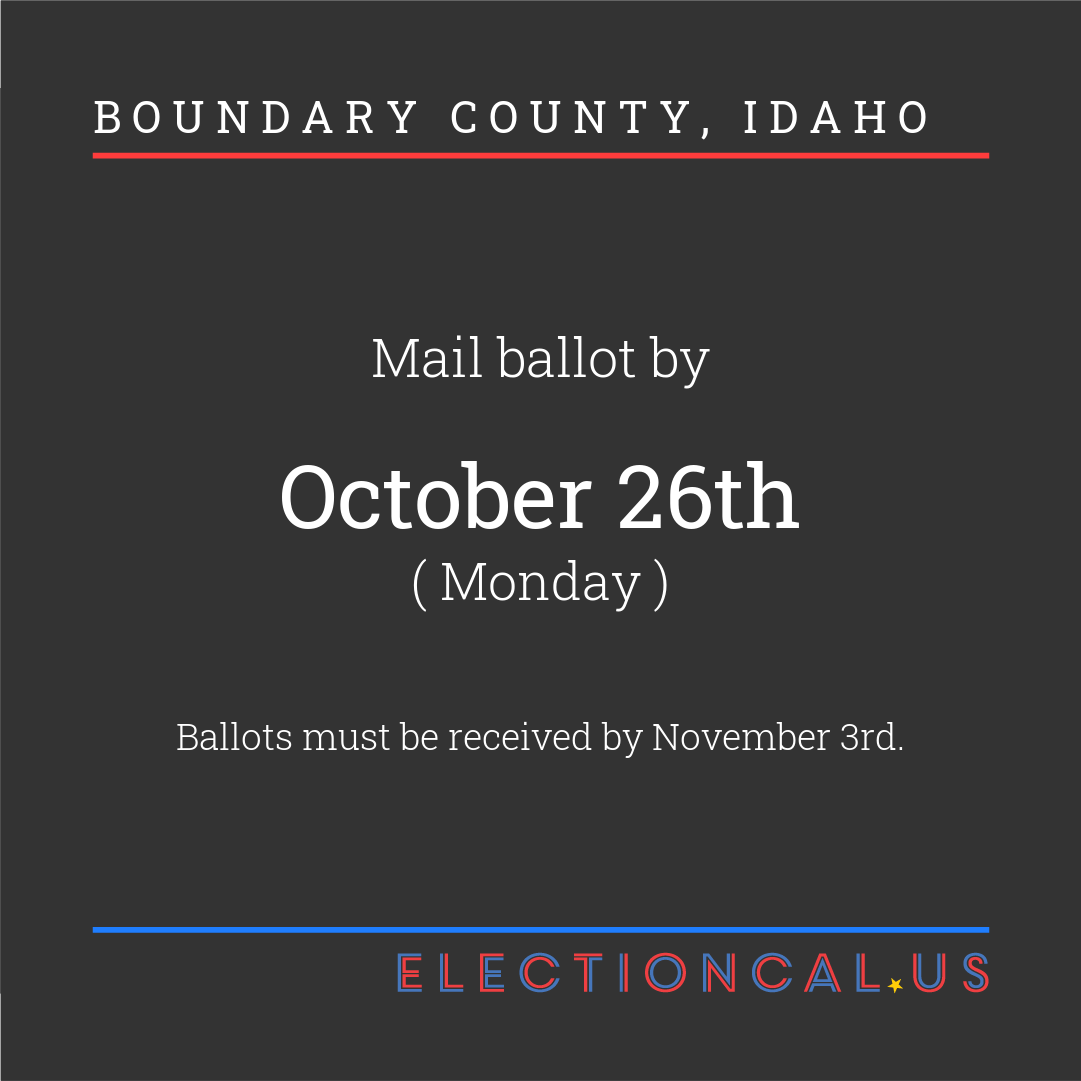 BOUNDARY COUNTY, IDAHO
Mail ballot by
October 26th
( Monday )
Ballots must be received by November 3rd.
ELECTIONCAL.US